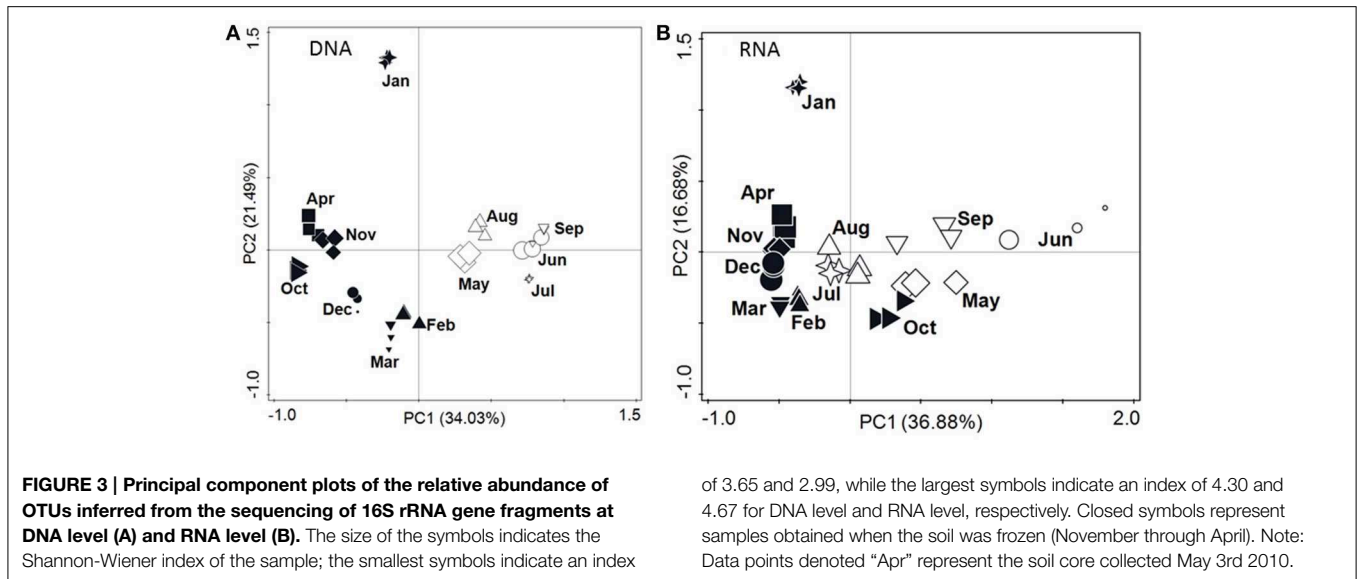 A
DNA
1.5
Jan
PC2 (21.49%)
Apr
Nov
Aug
Sep
Oct
May
Jun
Jul
Dec
Feb
Mar
-1.0
-1.0
PC1 (34.03%)
1.5
B
RNA
1.5
Jan
PC2 (16.68%)
Apr
Aug
Sep
Nov
Jun
Dec
Jul
May
Mar
Feb
Oct
-1.0
-1.0
PC1 (36.88%)
2.0
FIGURE 3 | Principal component plots of the relative abundance of
OTUs inferred from the sequencing of 16S rRNA gene fragments at
DNA level (A) and RNA level (B). The size of the symbols indicates the
Shannon-Wiener index of the sample; the smallest symbols indicate an index
of 3.65 and 2.99, while the largest symbols indicate an index of 4.30 and
4.67 for DNA level and RNA level, respectively. Closed symbols represent
samples obtained when the soil was frozen (November through April). Note:
Data points denoted “Apr” represent the soil core collected May 3rd 2010.